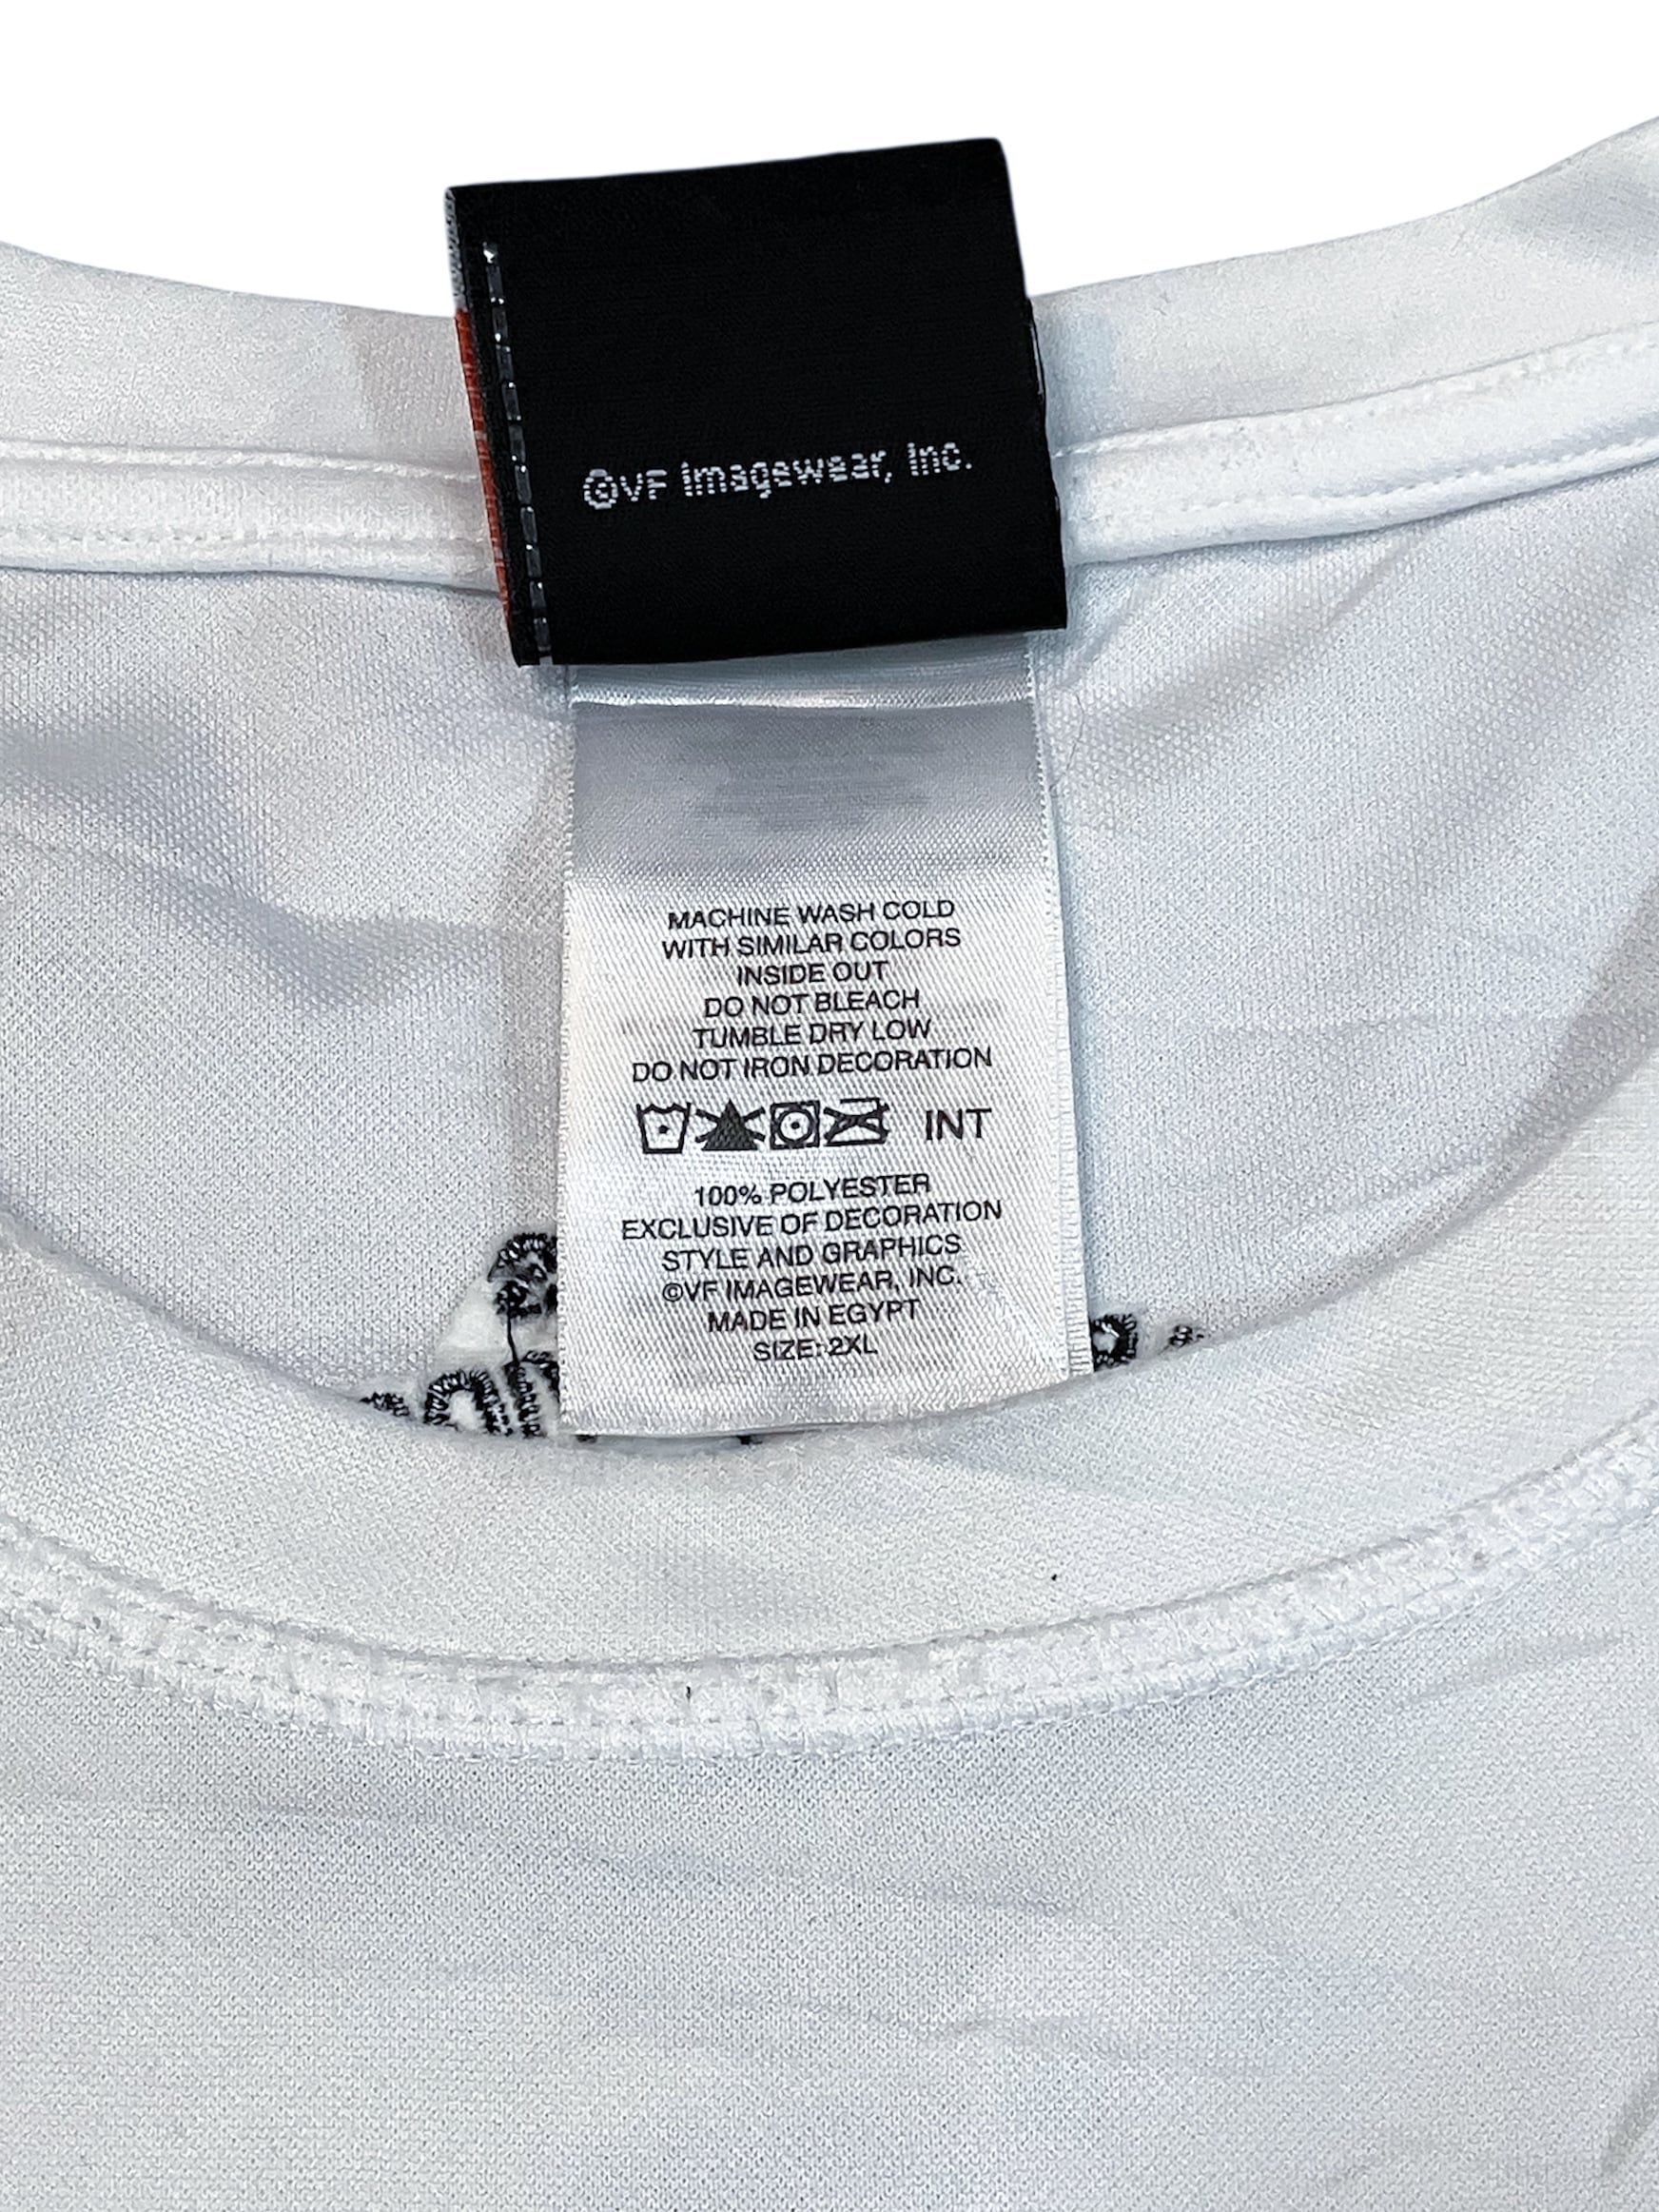 ©VF Imagewear, Inc.
MACHINE WASH COLD
WITH SIMILAR COLORS
INSIDE OUT
DO NOT BLEACH
TUMBLE DRY LOW
DO NOT IRON DECORATION
INT
100% POLYESTER
EXCLUSIVE OF DECORATION
STYLE AND GRAPHICS
©VF IMAGEWEAR, INC.
MADE IN EGYPT
SIZE: 2XL